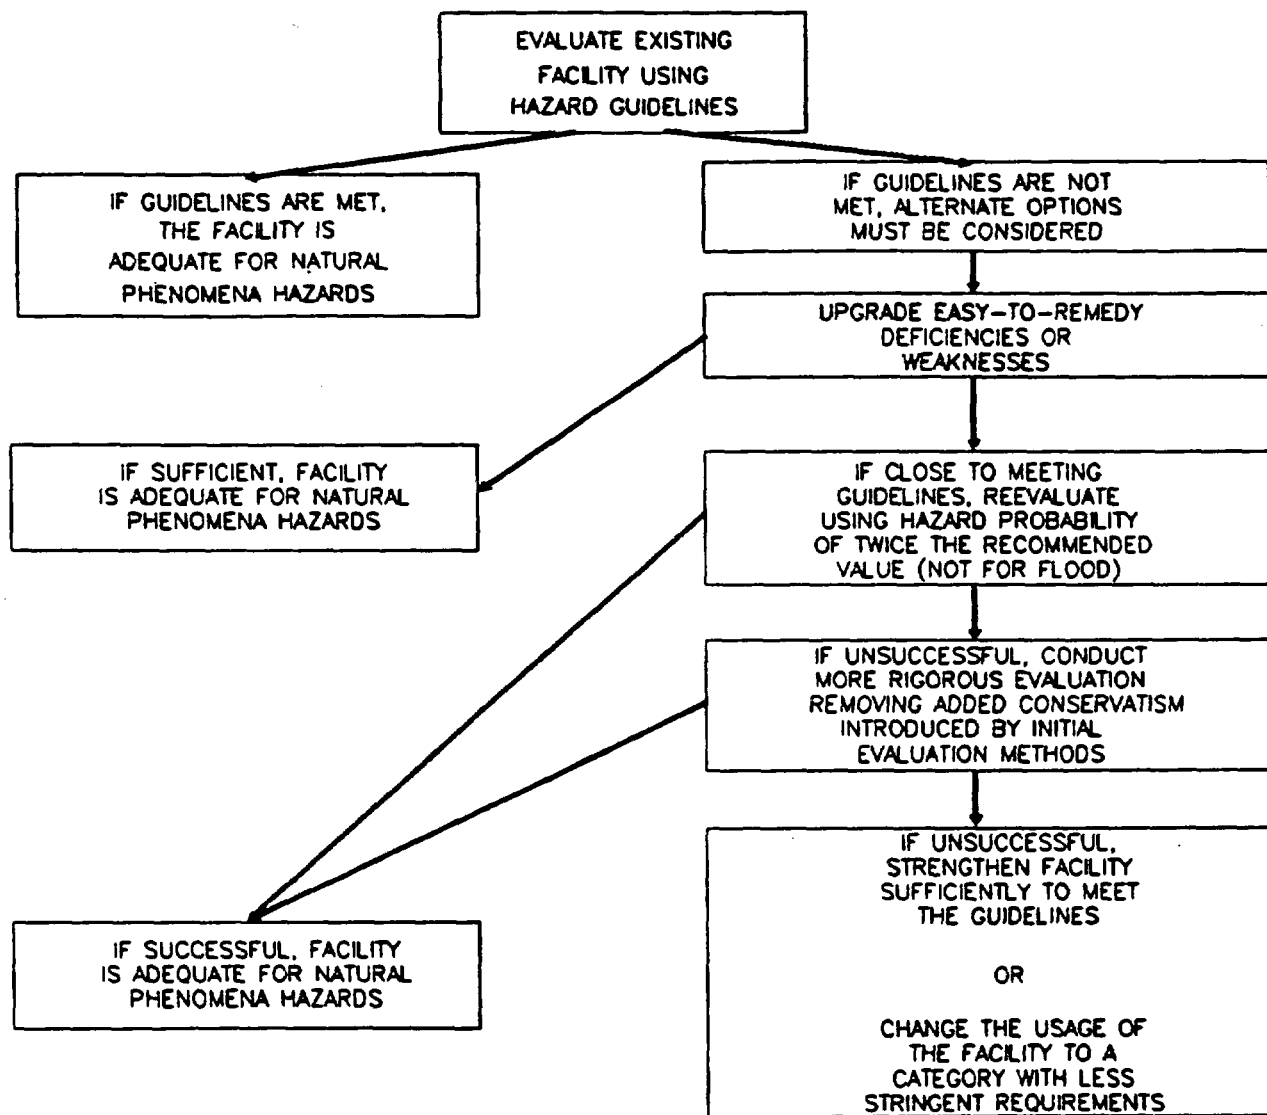 EVALUATE EXISTING
FACILITY USING
HAZARD GUIDELINES
IF GUIDELINES ARE MET,
THE FACILITY IS
ADEQUATE FOR NATURAL
PHENOMENA HAZARDS
IF GUIDELINES ARE NOT
MET, ALTERNATE OPTIONS
MUST BE CONSIDERED
UPGRADE EASY-TO-REMEDY
DEFICIENCIES OR
WEAKNESSES
IF SUFFICIENT, FACILITY
IS ADEQUATE FOR NATURAL
PHENOMENA HAZARDS
IF CLOSE TO MEETING
GUIDELINES, REEVALUATE
USING HAZARD PROBABILITY
OF TWICE THE RECOMMENDED
VALUE (NOT FOR FLOOD)
IF UNSUCCESSFUL, CONDUCT
MORE RIGOROUS EVALUATION
REMOVING ADDED CONSERVATISM
INTRODUCED BY INITIAL
EVALUATION METHODS
IF SUCCESSFUL, FACILITY
IS ADEQUATE FOR NATURAL
PHENOMENA HAZARDS
IF UNSUCCESSFUL,
STRENGTHEN FACILITY
SUFFICIENTLY TO MEET
THE GUIDELINES
OR
CHANGE THE USAGE OF
THE FACILITY TO A
CATEGORY WITH LESS
STRINGENT REQUIREMENTS